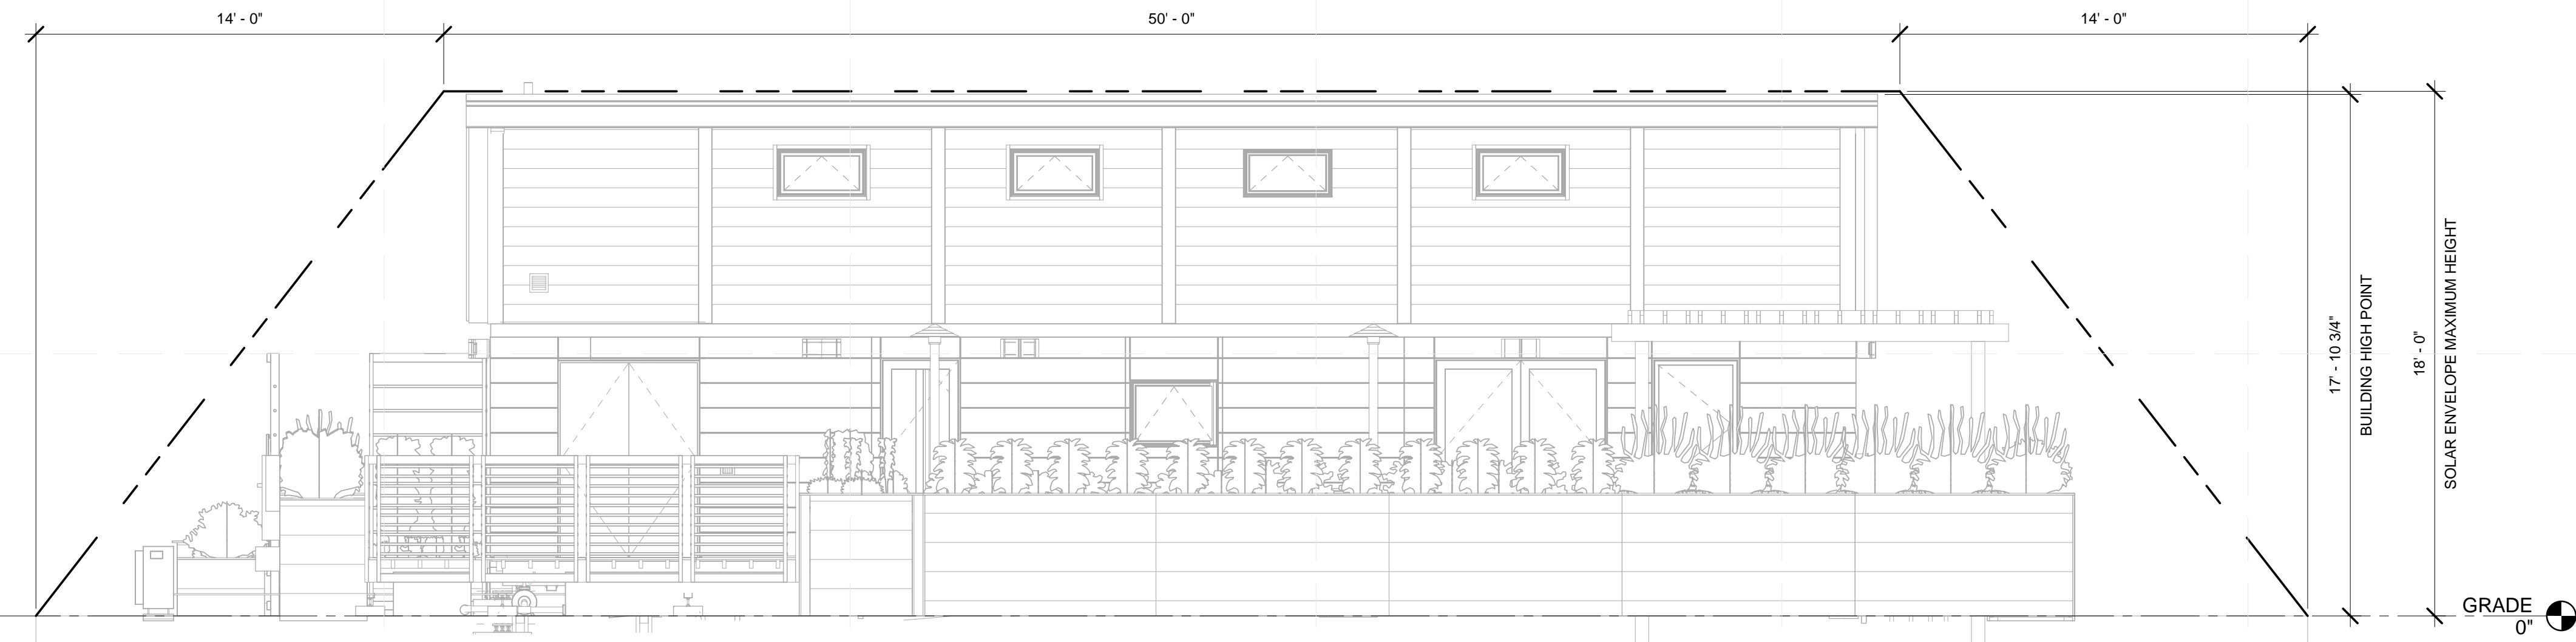 14' - 0"
50' - 0"
14' - 0"
17' - 10 3/4"
BUILDING HIGH POINT
18' - 0"
SOLAR ENVELOPE MAXIMUM HEIGHT
GRADE
0"